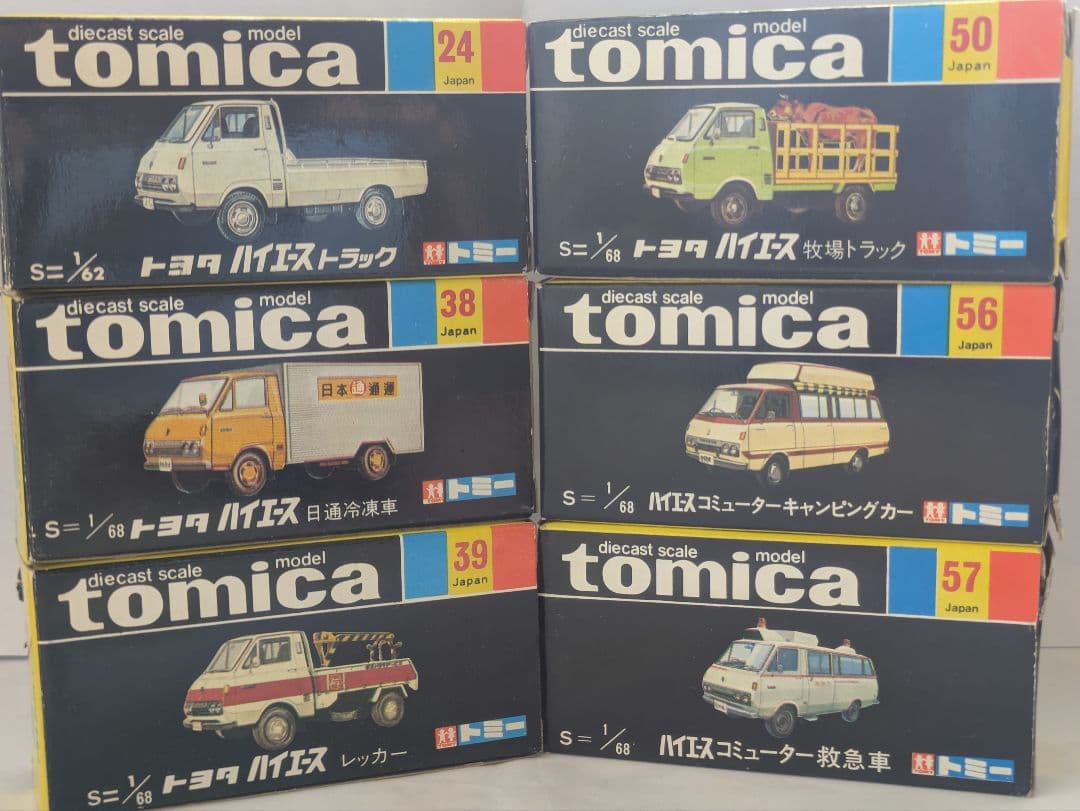 diecast scale model
tomica
24
Japan
S=1/62 トヨタ ハイエーストラック
TOMY トミー
diecast scale model
tomica
50
Japan
S=1/68 トヨタ ハイエース 牧場トラック
TOMY トミー
diecast scale model
tomica
38
Japan
日本通通運
S=1/68 トヨタ ハイエース 日通冷凍車
TOMY トミー
diecast scale model
tomica
56
Japan
S=1/68 ハイエースコミューターキャンピングカー
TOMY トミー
diecast scale model
tomica
39
Japan
S=1/68 トヨタ ハイエース レッカー
TOMY トミー
diecast scale model
tomica
57
Japan
S=1/68 ハイエースコミューター救急車
TOMY トミー